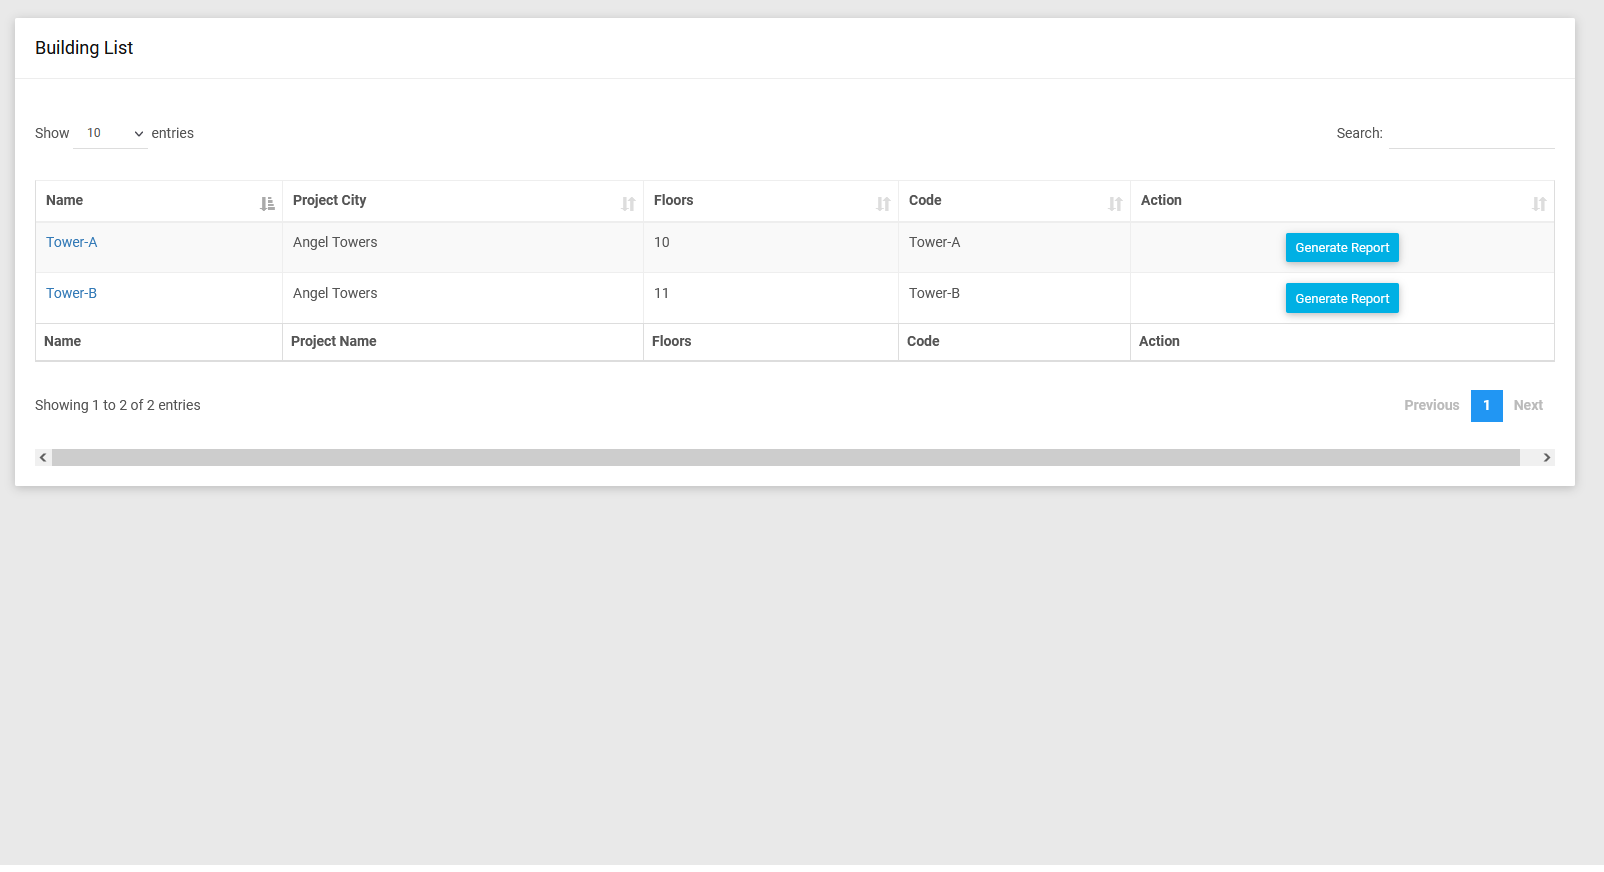 Building List
Show 10 entries Search:
Name Project City Floors Code Action
Tower-A Angel Towers 10 Tower-A Generate Report
Tower-B Angel Towers 11 Tower-B Generate Report
Name Project Name Floors Code Action
Showing 1 to 2 of 2 entries Previous 1 Next